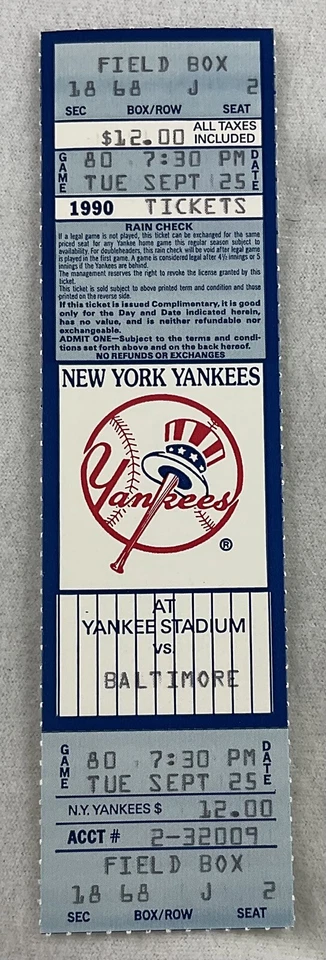 FIELD BOX
18 68 J 2
SEC BOX/ROW SEAT
$12.00 ALL TAXES INCLUDED
GAME 80 7:30 PM DATE
TUE SEPT 25
1990 TICKETS
RAIN CHECK
If a legal game is not played, this ticket can be exchanged for the same
priced seat for any Yankee home game this regular season subject to
availability. For doubleheaders, this rain check will be void after legal game
is played in the first game. A game is considered legal after 4½ innings or 5
innings if the Yankees are behind.
The management reserves the right to revoke the license granted by this
ticket.
This ticket is sold subject to above printed term and condition and those
printed on the reverse side.
If this ticket is issued Complimentary, it is good
only for the Day and Date indicated herein,
has no value, and is neither refundable nor
exchangeable.
ADMIT ONE—Subject to the terms and condi-
tions set forth above and on the back hereof.
NO REFUNDS OR EXCHANGES
NEW YORK YANKEES
Yankees
®
AT
YANKEE STADIUM
vs.
BALTIMORE
GAME 80 7:30 PM DATE
TUE SEPT 25
N.Y. YANKEES $ 12.00
ACCT # 2-32009
FIELD BOX
18 68 J 2
SEC BOX/ROW SEAT